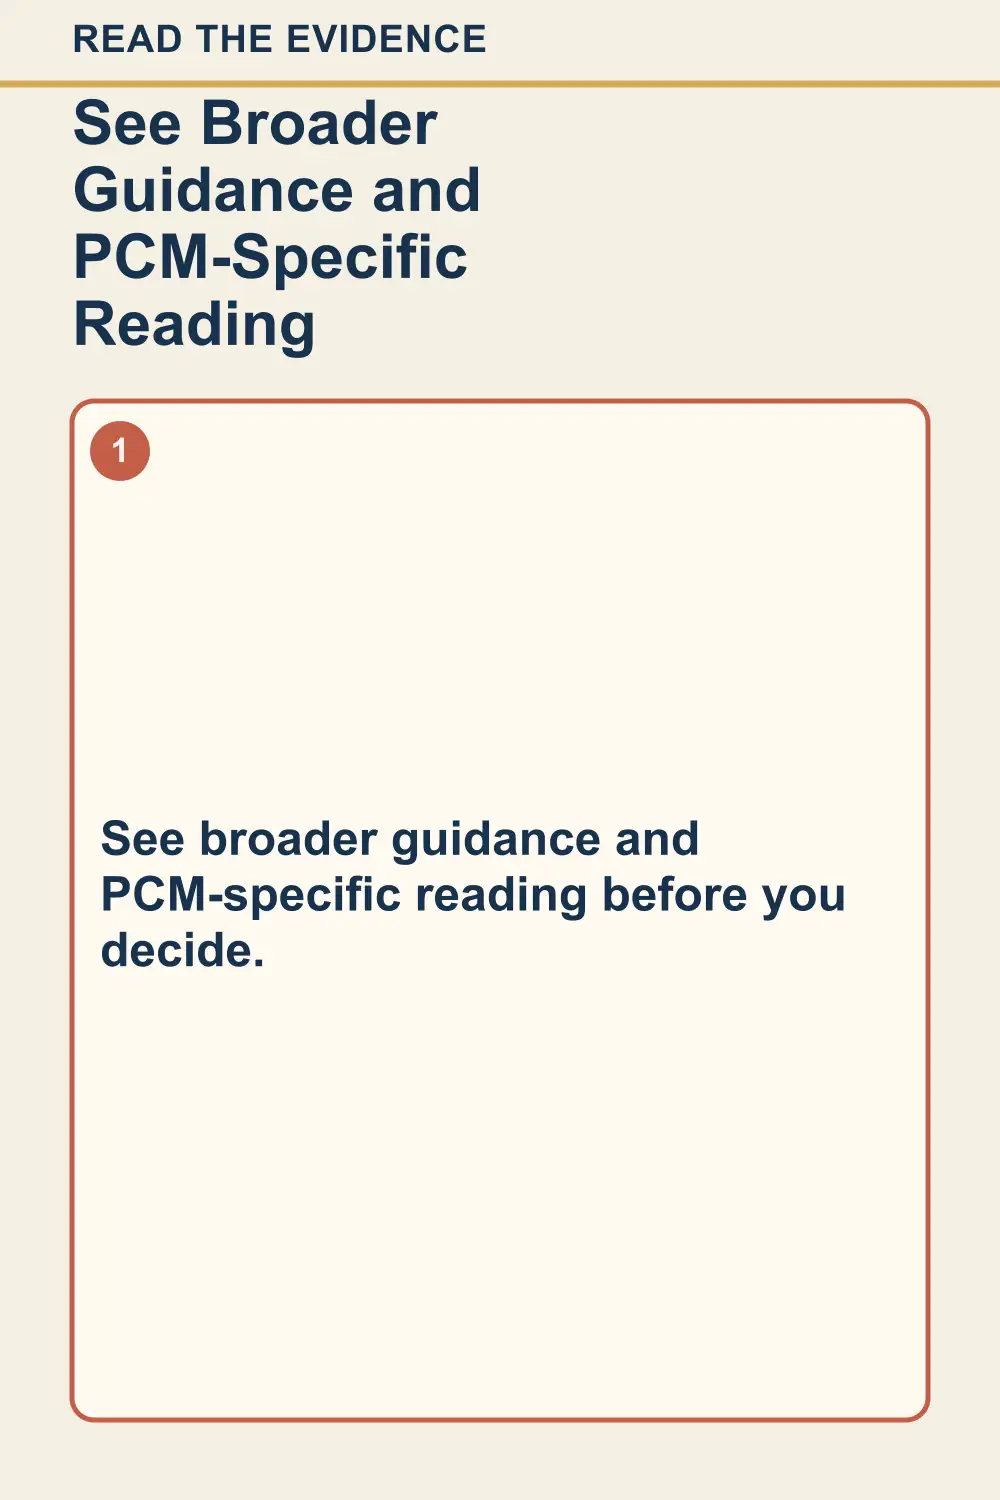 READ THE EVIDENCE
See Broader
Guidance and
PCM-Specific
Reading
1
See broader guidance and
PCM-specific reading before you
decide.